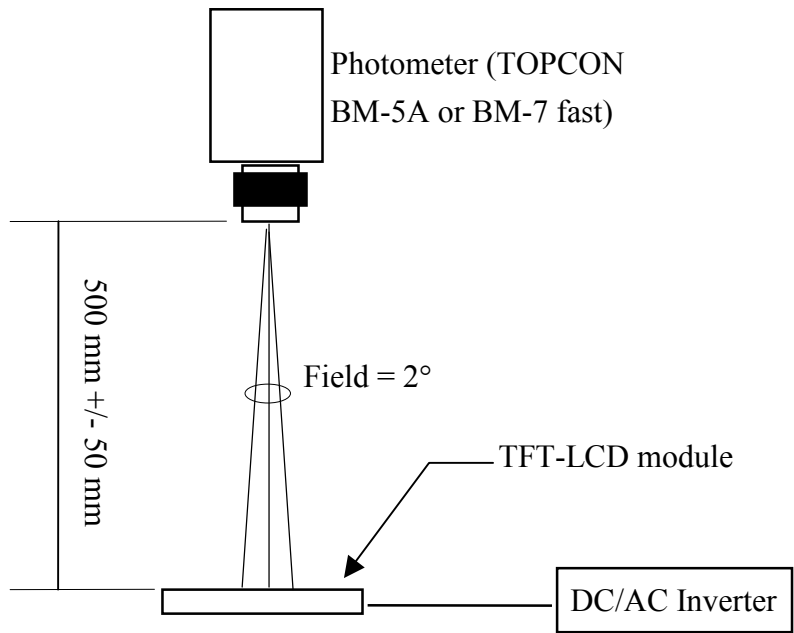 Photometer (TOPCON
BM-5A or BM-7 fast)
500 mm +/- 50 mm
Field = 2°
TFT-LCD module
DC/AC Inverter